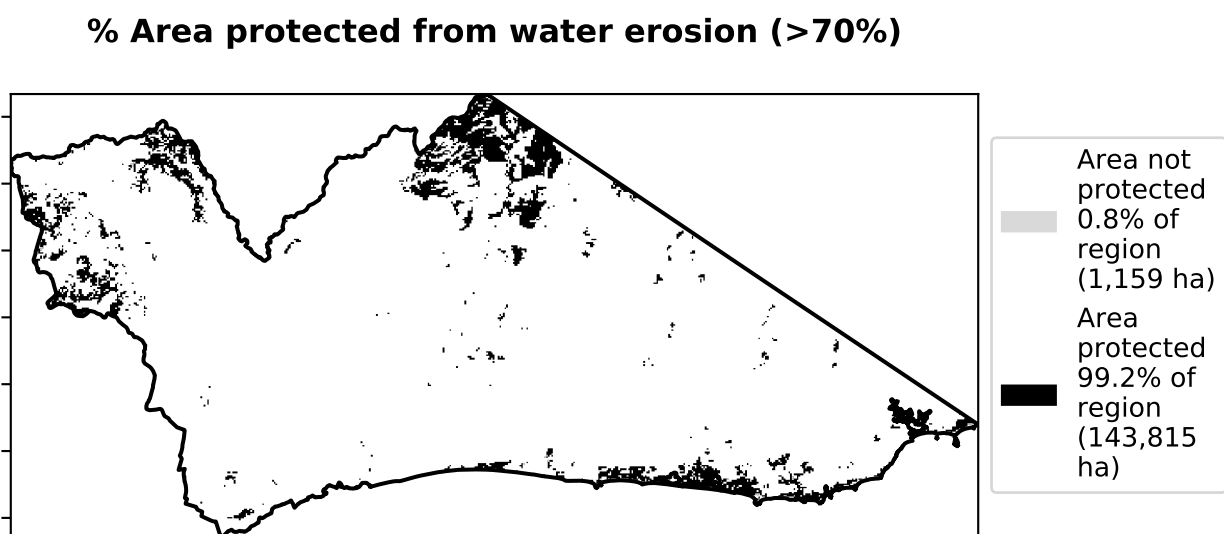 % Area protected from water erosion (>70%)
Area not
protected
0.8% of
region
(1,159 ha)
Area
protected
99.2% of
region
(143,815
ha)